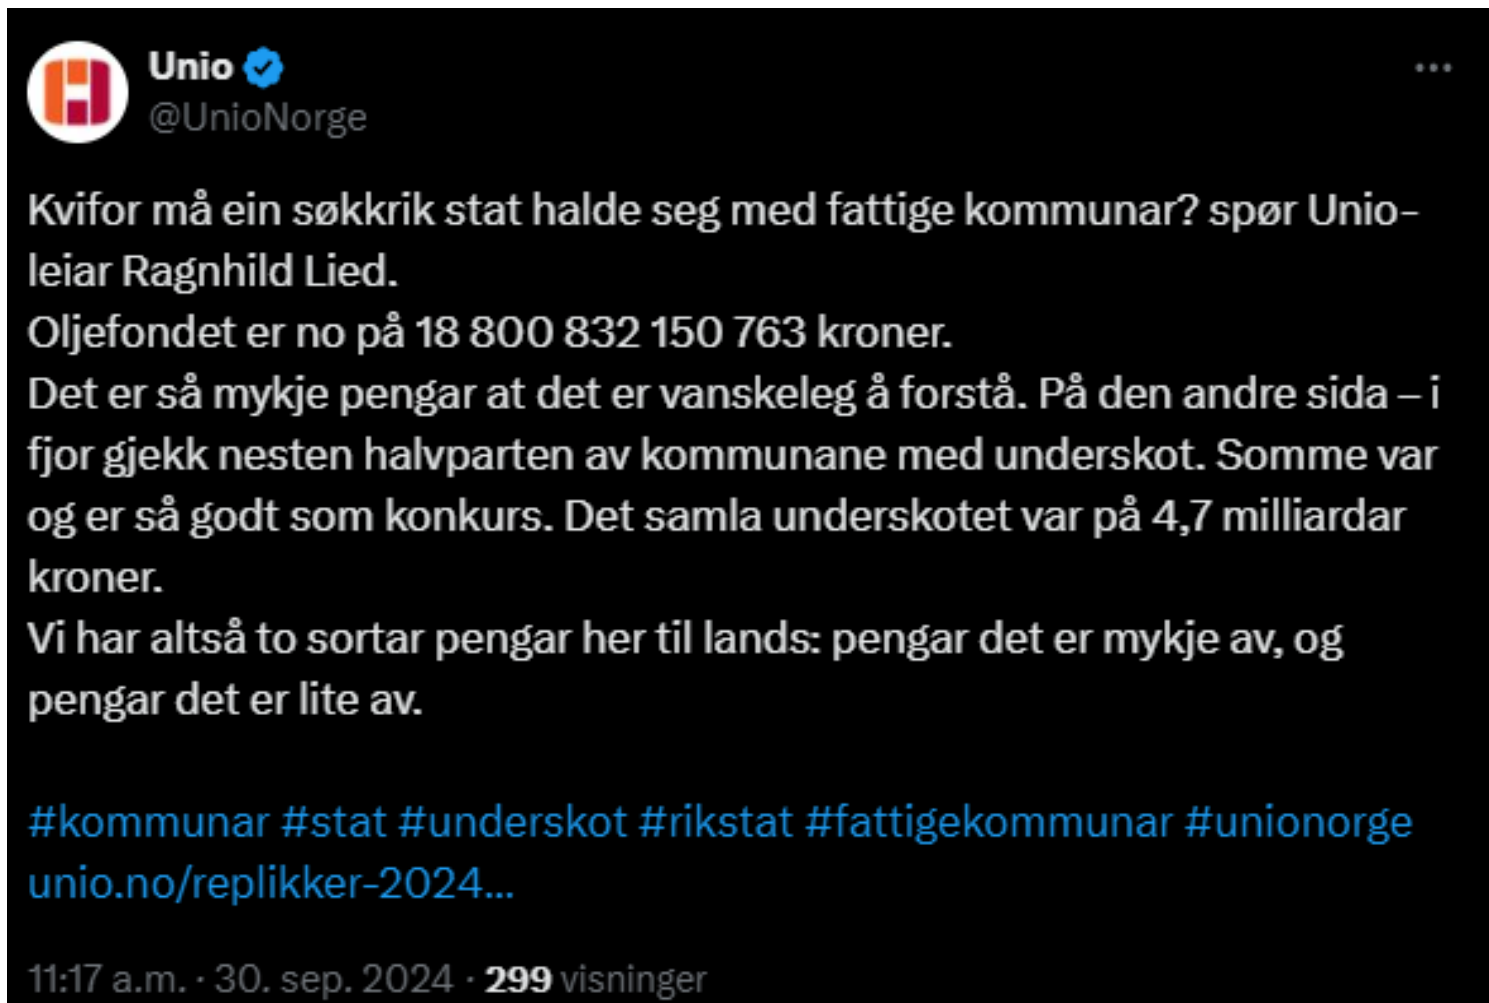 Unio
@UnioNorge
Kvifor må ein søkkrik stat halde seg med fattige kommunar? spør Unio-
leiar Ragnhild Lied.
Oljefondet er no på 18 800 832 150 763 kroner.
Det er så mykje pengar at det er vanskeleg å forstå. På den andre sida – i
fjor gjekk nesten halvparten av kommunane med underskot. Somme var
og er så godt som konkurs. Det samla underskotet var på 4,7 milliardar
kroner.
Vi har altså to sortar pengar her til lands: pengar det er mykje av, og
pengar det er lite av.
#kommunar #stat #underskot #rikstat #fattigekommunar #unionorge
unio.no/replikker-2024...
11:17 a.m. · 30. sep. 2024 · 299 visninger